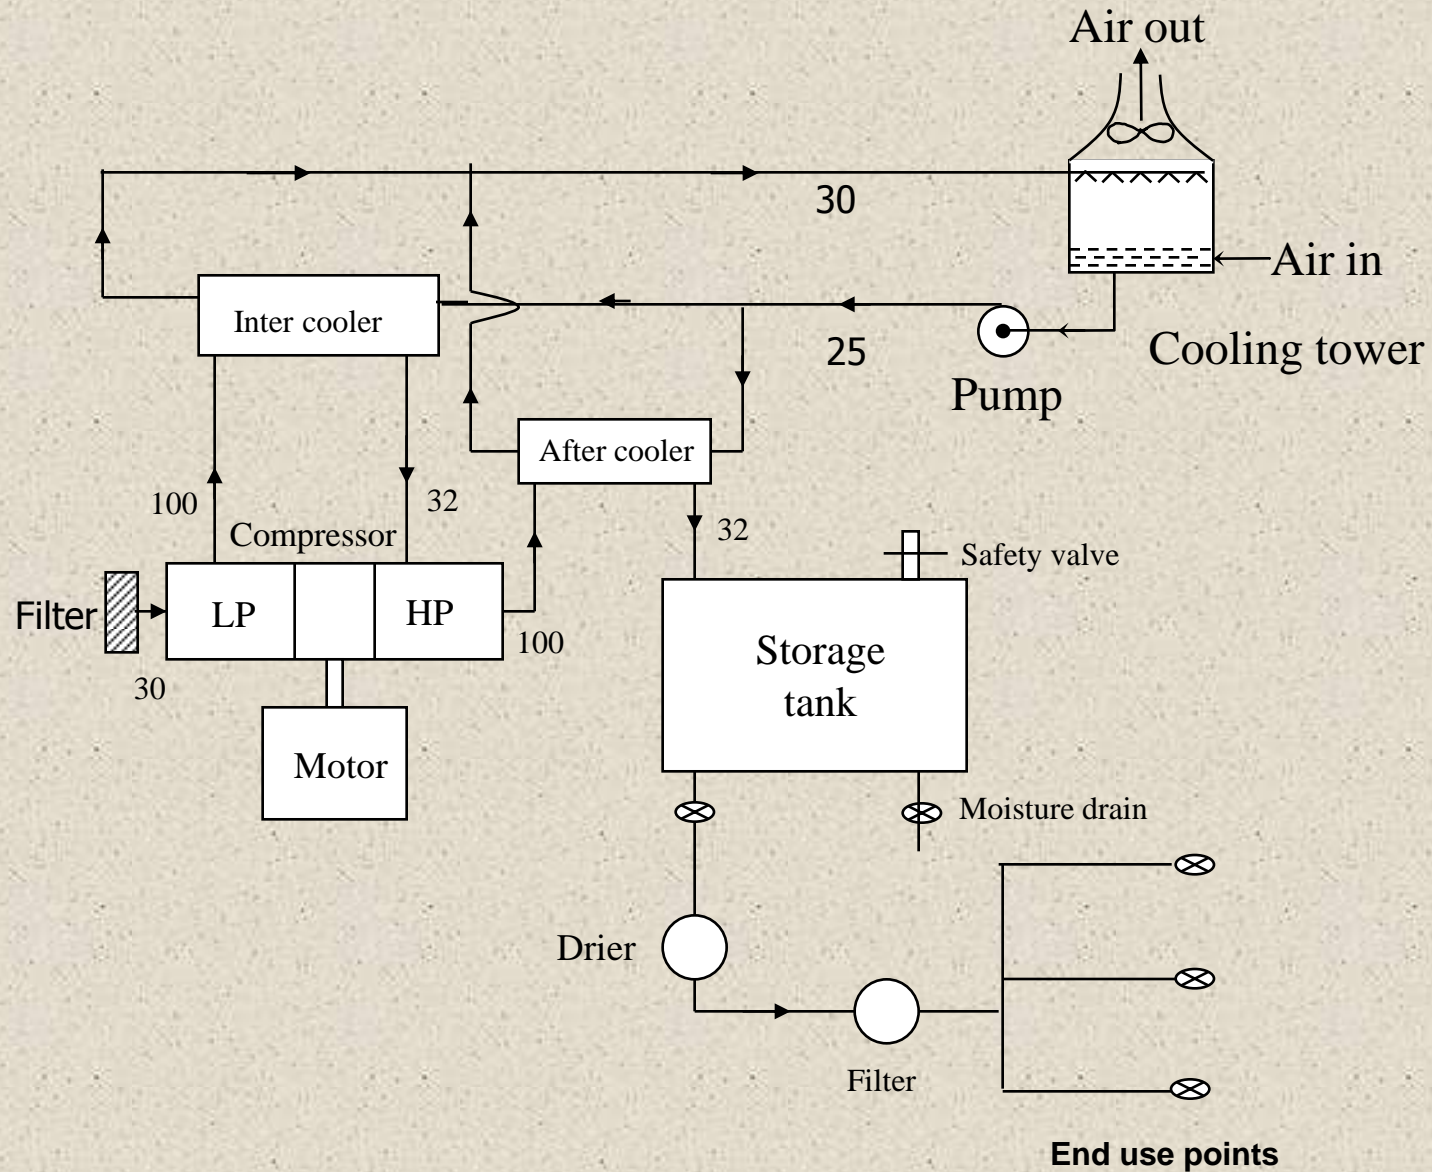 Air out
30
Air in
Inter cooler
25
Cooling tower
Pump
After cooler
100
32
Compressor
32
Safety valve
Filter
LP
HP
100
Storage
tank
30
Motor
Moisture drain
Drier
Filter
End use points